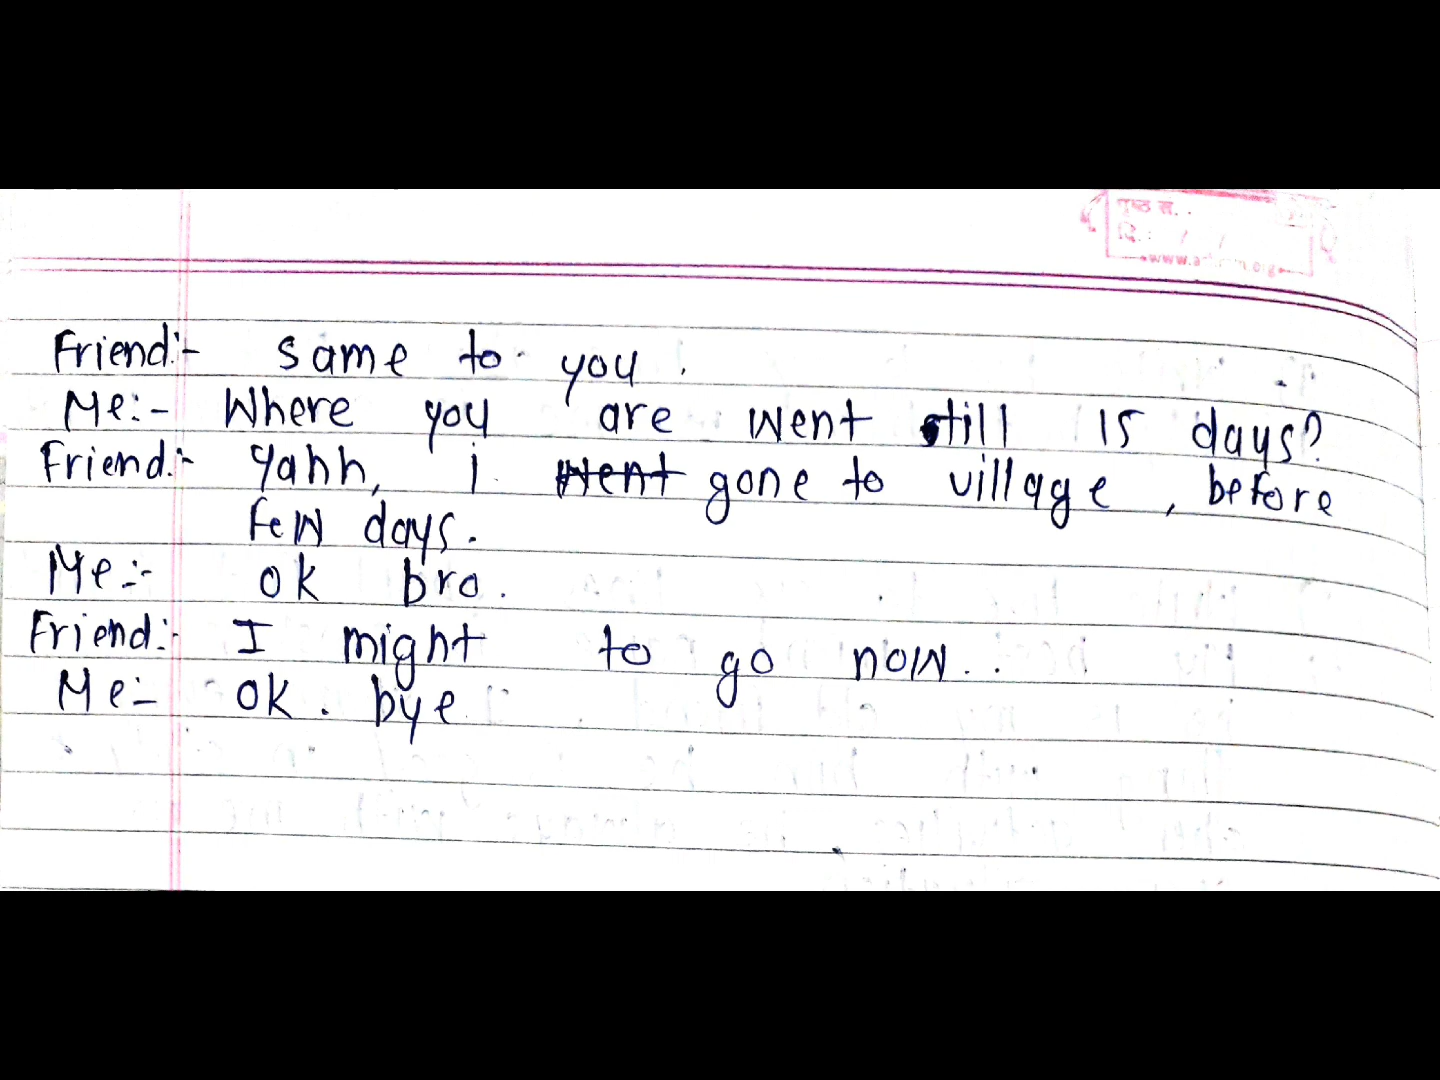 पृष्ठ सं.
दि.: / /
Friend:- same to you.
Me:- Where you are went still 15 days?
Friend:- Yahh, i went gone to village, before
few days.
Me:- ok bro.
Friend:- I might to go now..
Me:- ok. bye